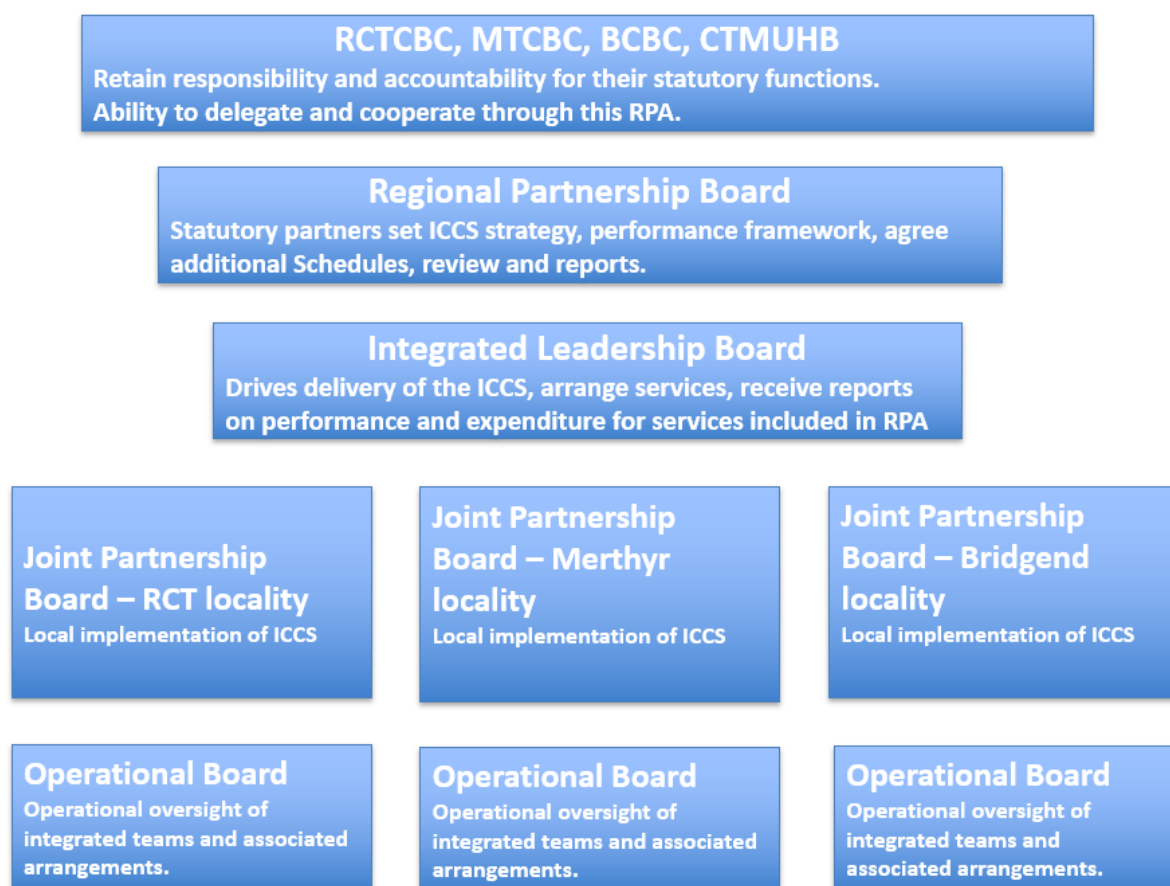 RCTCBC, MTCBC, BCBC, CTMUHB
Retain responsibility and accountability for their statutory functions.
Ability to delegate and cooperate through this RPA.
Regional Partnership Board
Statutory partners set ICCS strategy, performance framework, agree
additional Schedules, review and reports.
Integrated Leadership Board
Drives delivery of the ICCS, arrange services, receive reports
on performance and expenditure for services included in RPA
Joint Partnership
Board – RCT locality
Local implementation of ICCS
Joint Partnership
Board – Merthyr
locality
Local implementation of ICCS
Joint Partnership
Board – Bridgend
locality
Local implementation of ICCS
Operational Board
Operational oversight of
integrated teams and associated
arrangements.
Operational Board
Operational oversight of
integrated teams and associated
arrangements.
Operational Board
Operational oversight of
integrated teams and
associated arrangements.